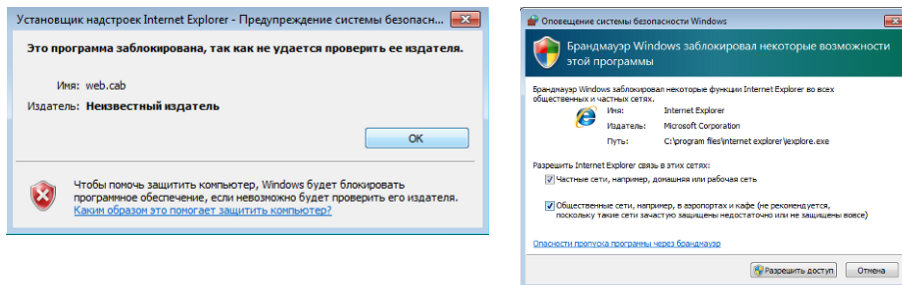 Установщик надстроек Internet Explorer - Предупреждение системы безопасн...
Это программа заблокирована, так как не удается проверить ее издателя.
Имя: web.cab
Издатель: Неизвестный издатель
OK
Чтобы помочь защитить компьютер, Windows будет блокировать
программное обеспечение, если невозможно будет проверить его издателя.
Каким образом это помогает защитить компьютер?
Оповещение системы безопасности Windows
Брандмауэр Windows заблокировал некоторые возможности
этой программы
Брандмауэр Windows заблокировал некоторые функции Internet Explorer во всех
общественных и частных сетях.
Имя: Internet Explorer
Издатель: Microsoft Corporation
Путь: C:\program files\internet explorer\iexplore.exe
Разрешить Internet Explorer связь в этих сетях:
Частные сети, например, домашняя или рабочая сеть
Общественные сети, например, в аэропортах и кафе (не рекомендуется,
поскольку такие сети зачастую защищены недостаточно или не защищены вовсе)
Опасности пропуска программы через брандмауэр
Разрешить доступ
Отмена